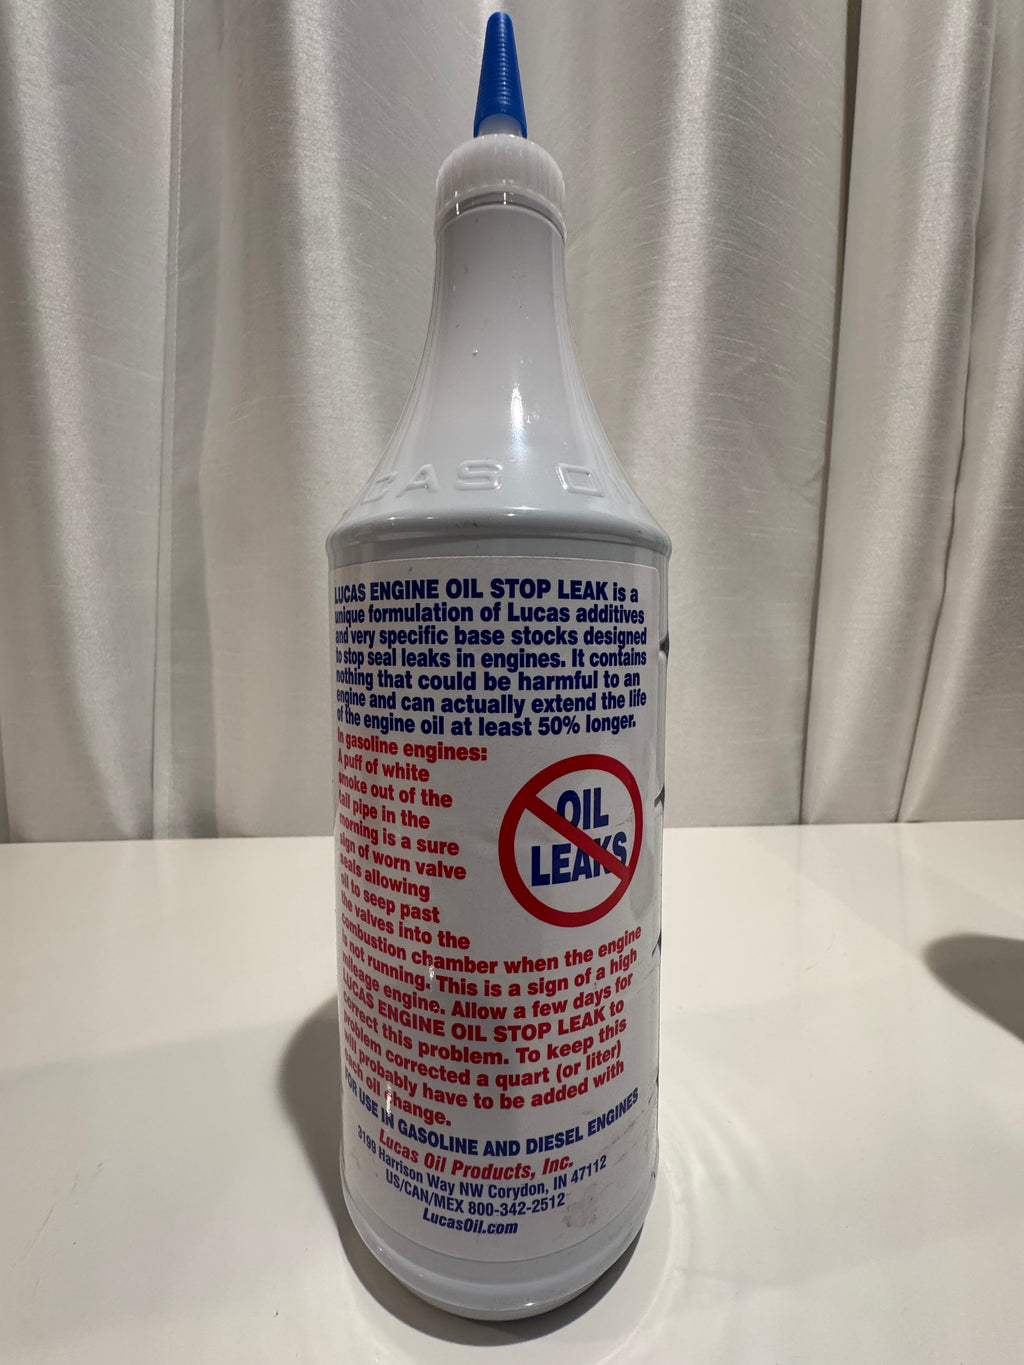 CAS O
LUCAS ENGINE OIL STOP LEAK is a
unique formulation of Lucas additives
and very specific base stocks designed
to stop seal leaks in engines. It contains
nothing that could be harmful to an
engine and can actually extend the life
of the engine oil at least 50% longer.
In gasoline engines:
A puff of white
smoke out of the
tail pipe in the
morning is a sure
sign of worn valve
seals allowing
oil to seep past
the valves into the
combustion chamber when the engine
is not running. This is a sign of a high
mileage engine. Allow a few days for
LUCAS ENGINE OIL STOP LEAK to
correct this problem. To keep this
problem corrected a quart (or liter)
will probably have to be added with
each oil change.
OIL
LEAKS
FOR USE IN GASOLINE AND DIESEL ENGINES
Lucas Oil Products, Inc.
3199 Harrison Way NW Corydon, IN 47112
US/CAN/MEX 800-342-2512
LucasOil.com